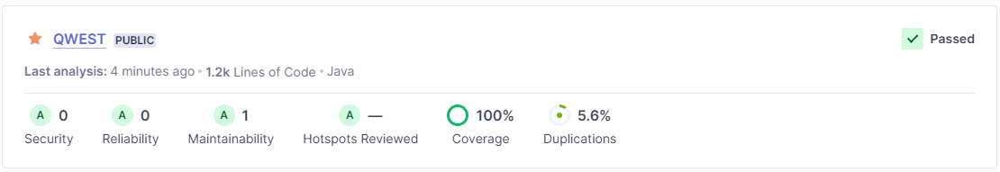 QWEST PUBLIC Passed
Last analysis: 4 minutes ago • 1.2k Lines of Code • Java
A 0 A 0 A 1 A — 100% 5.6%
Security Reliability Maintainability Hotspots Reviewed Coverage Duplications